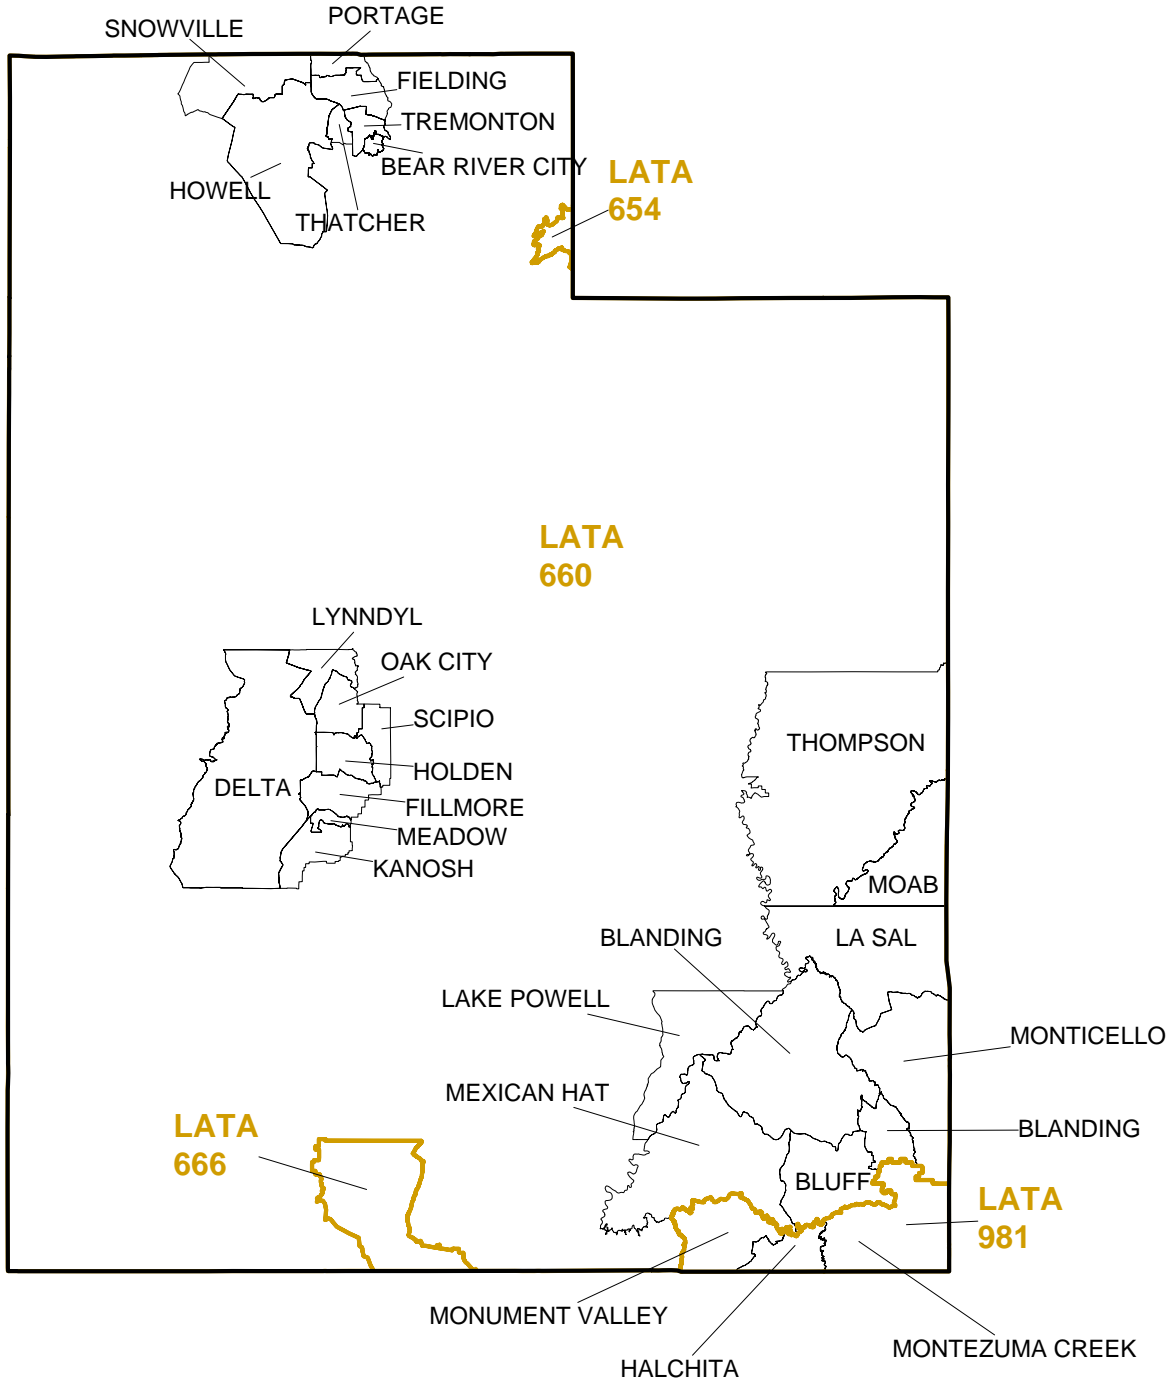 PORTAGE
SNOWVILLE
FIELDING
TREMONTON
BEAR RIVER CITY
HOWELL
THATCHER
LATA
654
LATA
660
LYNNDYL
OAK CITY
SCIPIO
HOLDEN
DELTA
FILLMORE
MEADOW
KANOSH
THOMPSON
MOAB
BLANDING
LA SAL
LAKE POWELL
MONTICELLO
MEXICAN HAT
LATA
666
BLANDING
BLUFF
LATA
981
MONUMENT VALLEY
MONTEZUMA CREEK
HALCHITA